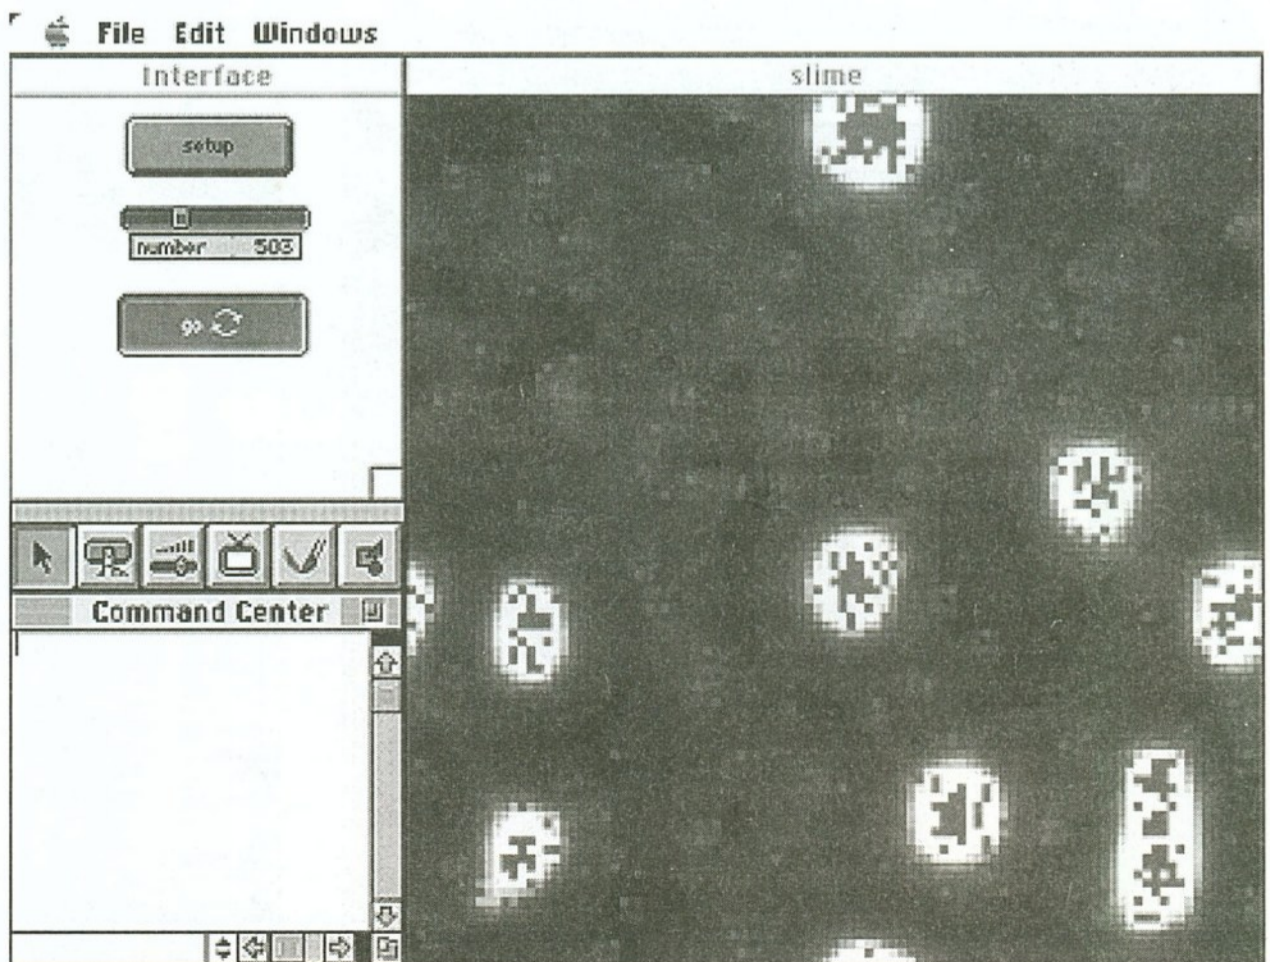 File Edit Windows
Interface
slime
setup
number 503
go
Command Center